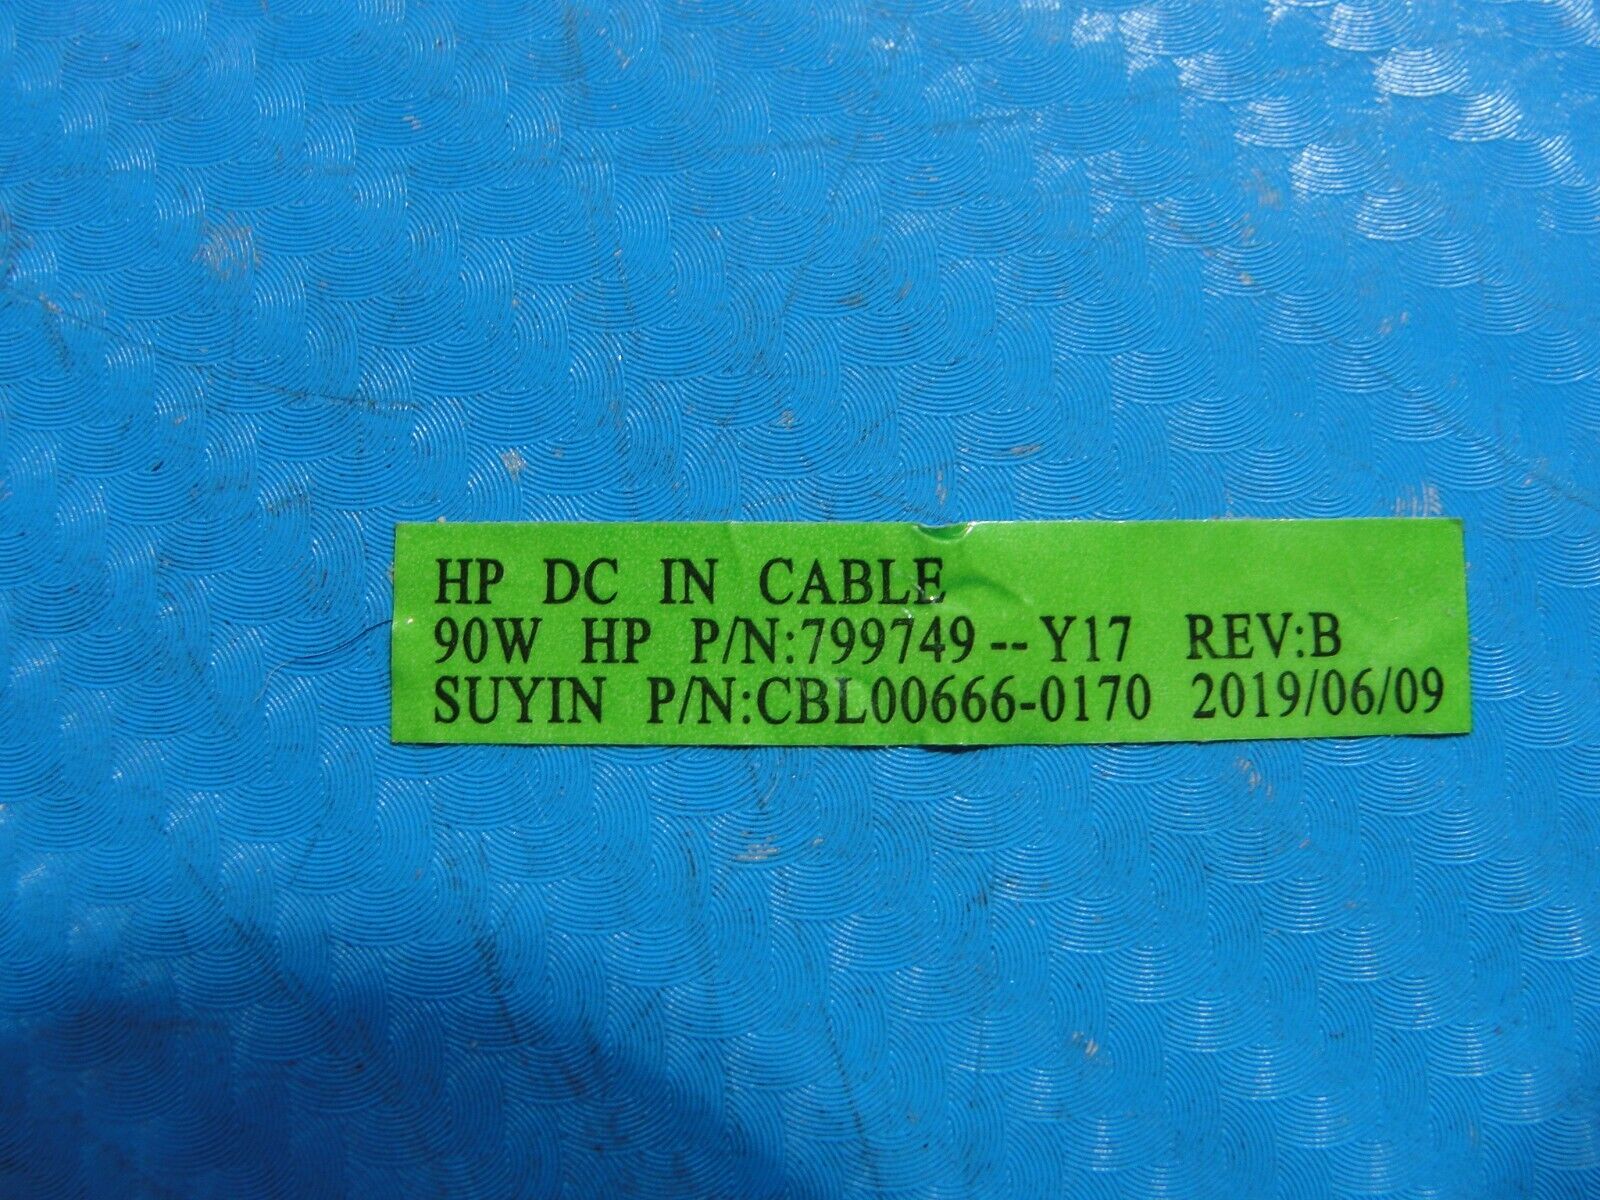 HP DC IN CABLE
90W HP P/N:799749--Y17 REV:B
SUYIN P/N:CBL00666-0170 2019/06/09